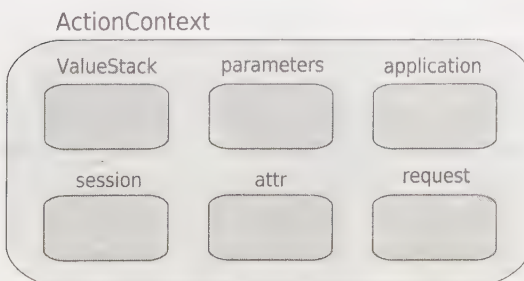 ActionContext
ValueStack parameters application
session attr request